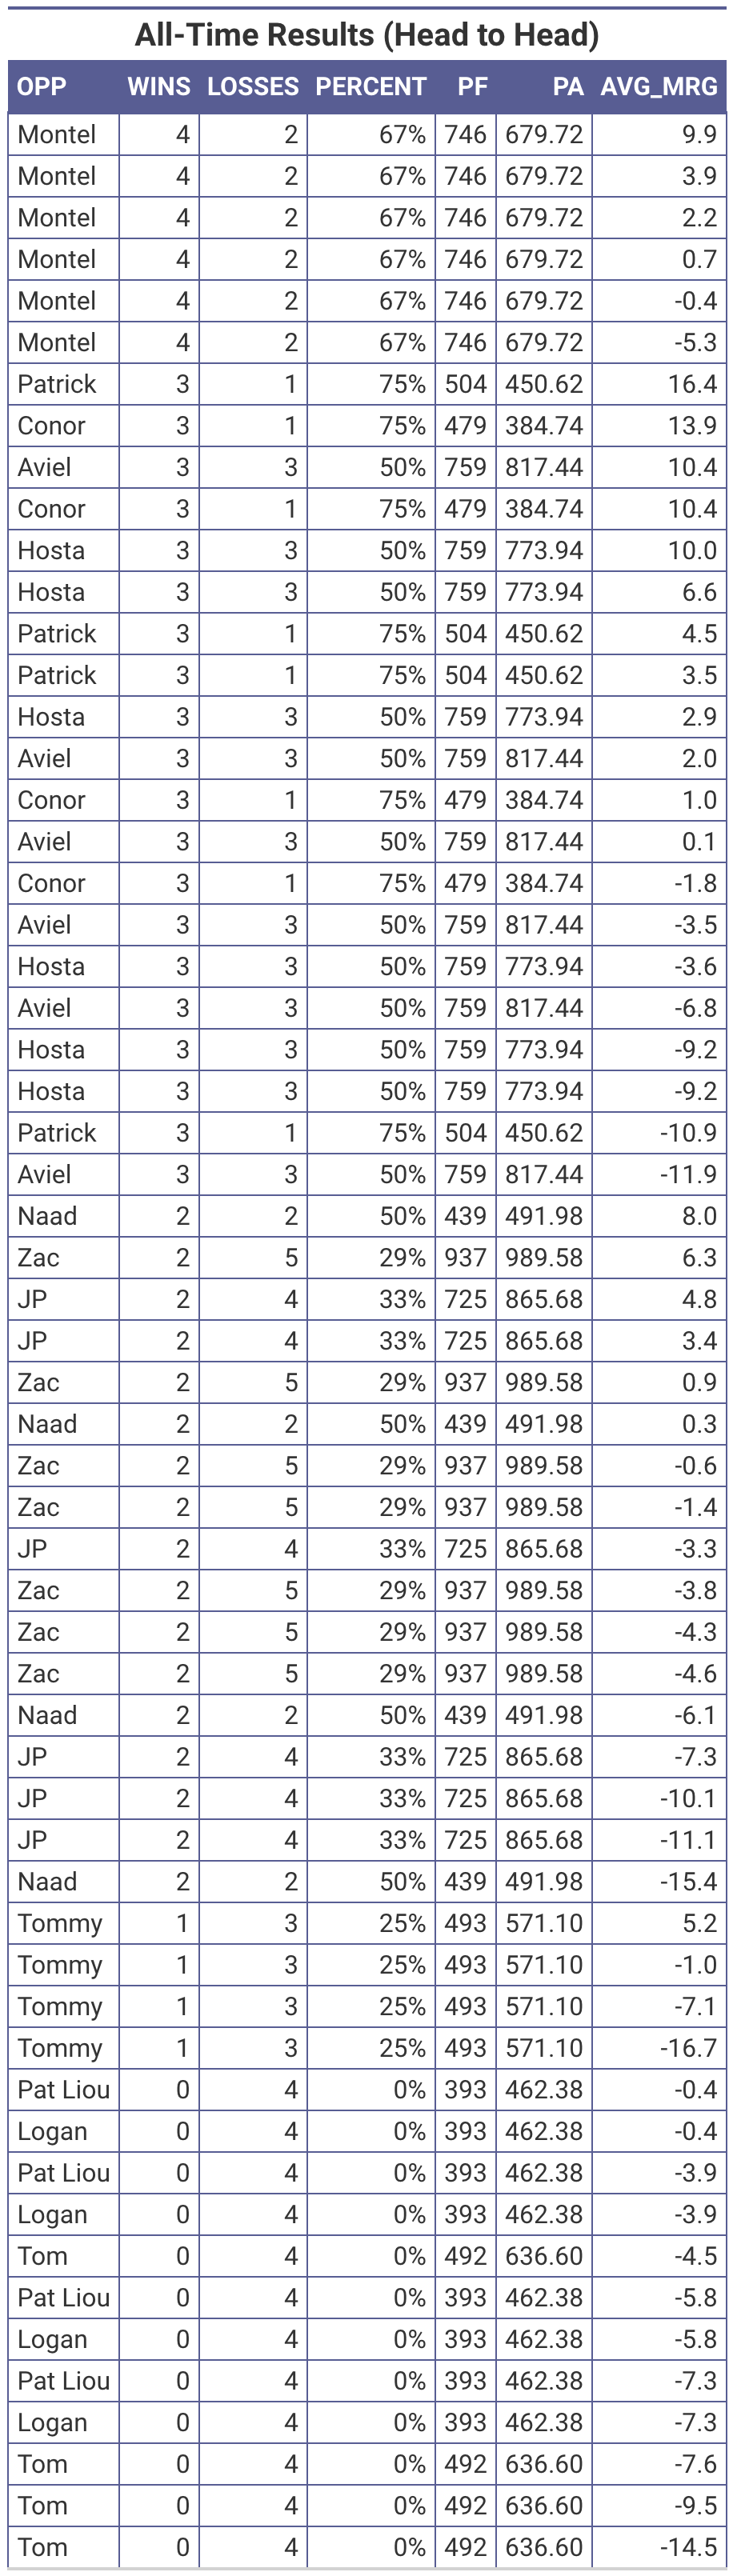 All-Time Results (Head to Head)
OPP WINS LOSSES PERCENT PF PA AVG_MRG
Montel 4 2 67% 746 679.72 9.9
Montel 4 2 67% 746 679.72 3.9
Montel 4 2 67% 746 679.72 2.2
Montel 4 2 67% 746 679.72 0.7
Montel 4 2 67% 746 679.72 -0.4
Montel 4 2 67% 746 679.72 -5.3
Patrick 3 1 75% 504 450.62 16.4
Conor 3 1 75% 479 384.74 13.9
Aviel 3 3 50% 759 817.44 10.4
Conor 3 1 75% 479 384.74 10.4
Hosta 3 3 50% 759 773.94 10.0
Hosta 3 3 50% 759 773.94 6.6
Patrick 3 1 75% 504 450.62 4.5
Patrick 3 1 75% 504 450.62 3.5
Hosta 3 3 50% 759 773.94 2.9
Aviel 3 3 50% 759 817.44 2.0
Conor 3 1 75% 479 384.74 1.0
Aviel 3 3 50% 759 817.44 0.1
Conor 3 1 75% 479 384.74 -1.8
Aviel 3 3 50% 759 817.44 -3.5
Hosta 3 3 50% 759 773.94 -3.6
Aviel 3 3 50% 759 817.44 -6.8
Hosta 3 3 50% 759 773.94 -9.2
Hosta 3 3 50% 759 773.94 -9.2
Patrick 3 1 75% 504 450.62 -10.9
Aviel 3 3 50% 759 817.44 -11.9
Naad 2 2 50% 439 491.98 8.0
Zac 2 5 29% 937 989.58 6.3
JP 2 4 33% 725 865.68 4.8
JP 2 4 33% 725 865.68 3.4
Zac 2 5 29% 937 989.58 0.9
Naad 2 2 50% 439 491.98 0.3
Zac 2 5 29% 937 989.58 -0.6
Zac 2 5 29% 937 989.58 -1.4
JP 2 4 33% 725 865.68 -3.3
Zac 2 5 29% 937 989.58 -3.8
Zac 2 5 29% 937 989.58 -4.3
Zac 2 5 29% 937 989.58 -4.6
Naad 2 2 50% 439 491.98 -6.1
JP 2 4 33% 725 865.68 -7.3
JP 2 4 33% 725 865.68 -10.1
JP 2 4 33% 725 865.68 -11.1
Naad 2 2 50% 439 491.98 -15.4
Tommy 1 3 25% 493 571.10 5.2
Tommy 1 3 25% 493 571.10 -1.0
Tommy 1 3 25% 493 571.10 -7.1
Tommy 1 3 25% 493 571.10 -16.7
Pat Liou 0 4 0% 393 462.38 -0.4
Logan 0 4 0% 393 462.38 -0.4
Pat Liou 0 4 0% 393 462.38 -3.9
Logan 0 4 0% 393 462.38 -3.9
Tom 0 4 0% 492 636.60 -4.5
Pat Liou 0 4 0% 393 462.38 -5.8
Logan 0 4 0% 393 462.38 -5.8
Pat Liou 0 4 0% 393 462.38 -7.3
Logan 0 4 0% 393 462.38 -7.3
Tom 0 4 0% 492 636.60 -7.6
Tom 0 4 0% 492 636.60 -9.5
Tom 0 4 0% 492 636.60 -14.5